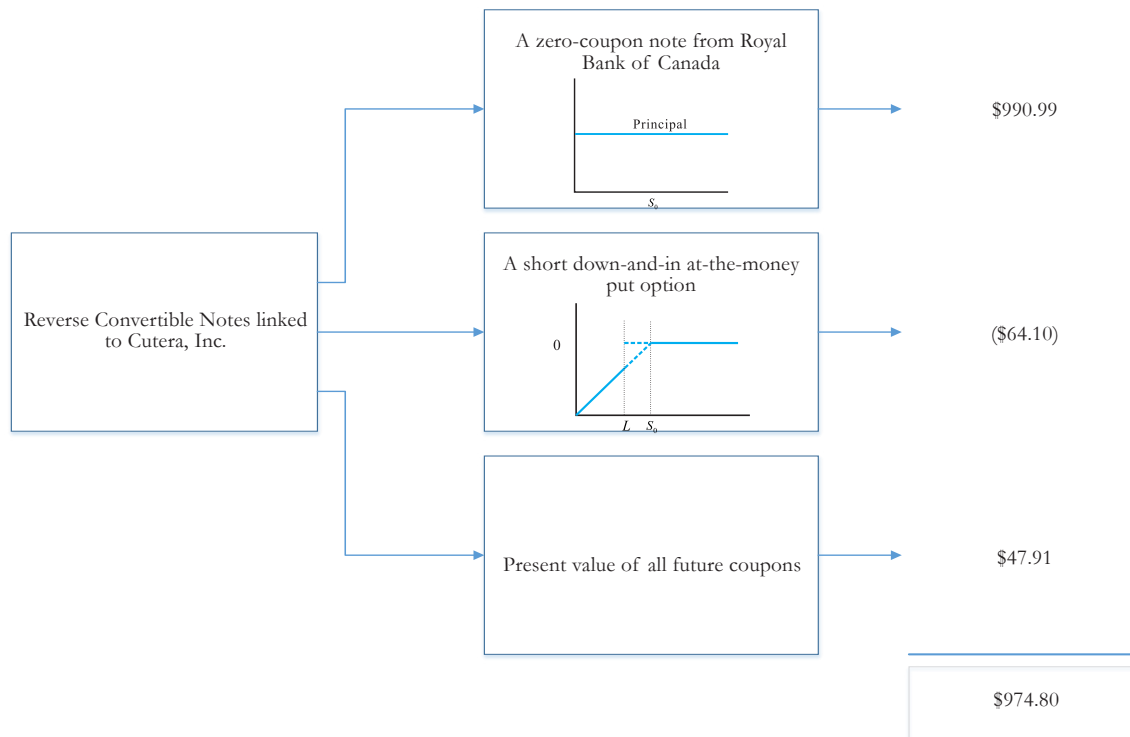 A zero-coupon note from Royal
Bank of Canada
Principal
S₀
$990.99
Reverse Convertible Notes linked
to Cutera, Inc.
A short down-and-in at-the-money
put option
0
L S₀
($64.10)
Present value of all future coupons
$47.91
$974.80